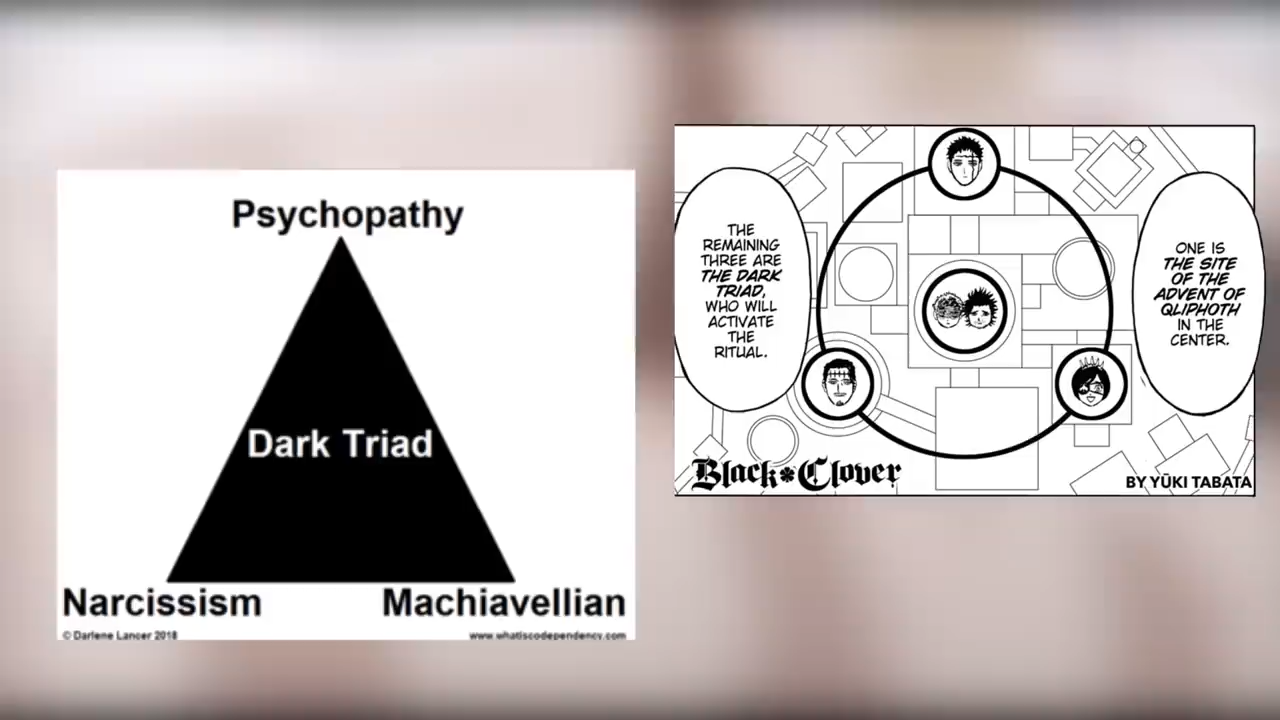 Psychopathy
Dark Triad
Narcissism
Machiavellian
© Darlene Lancer 2018
www.whatiscodependency.com
THE
REMAINING
THREE ARE
THE DARK
TRIAD,
WHO WILL
ACTIVATE
THE
RITUAL.
ONE IS
THE SITE
OF THE
ADVENT OF
QLIPHOTH
IN THE
CENTER.
Black Clover
BY YŪKI TABATA